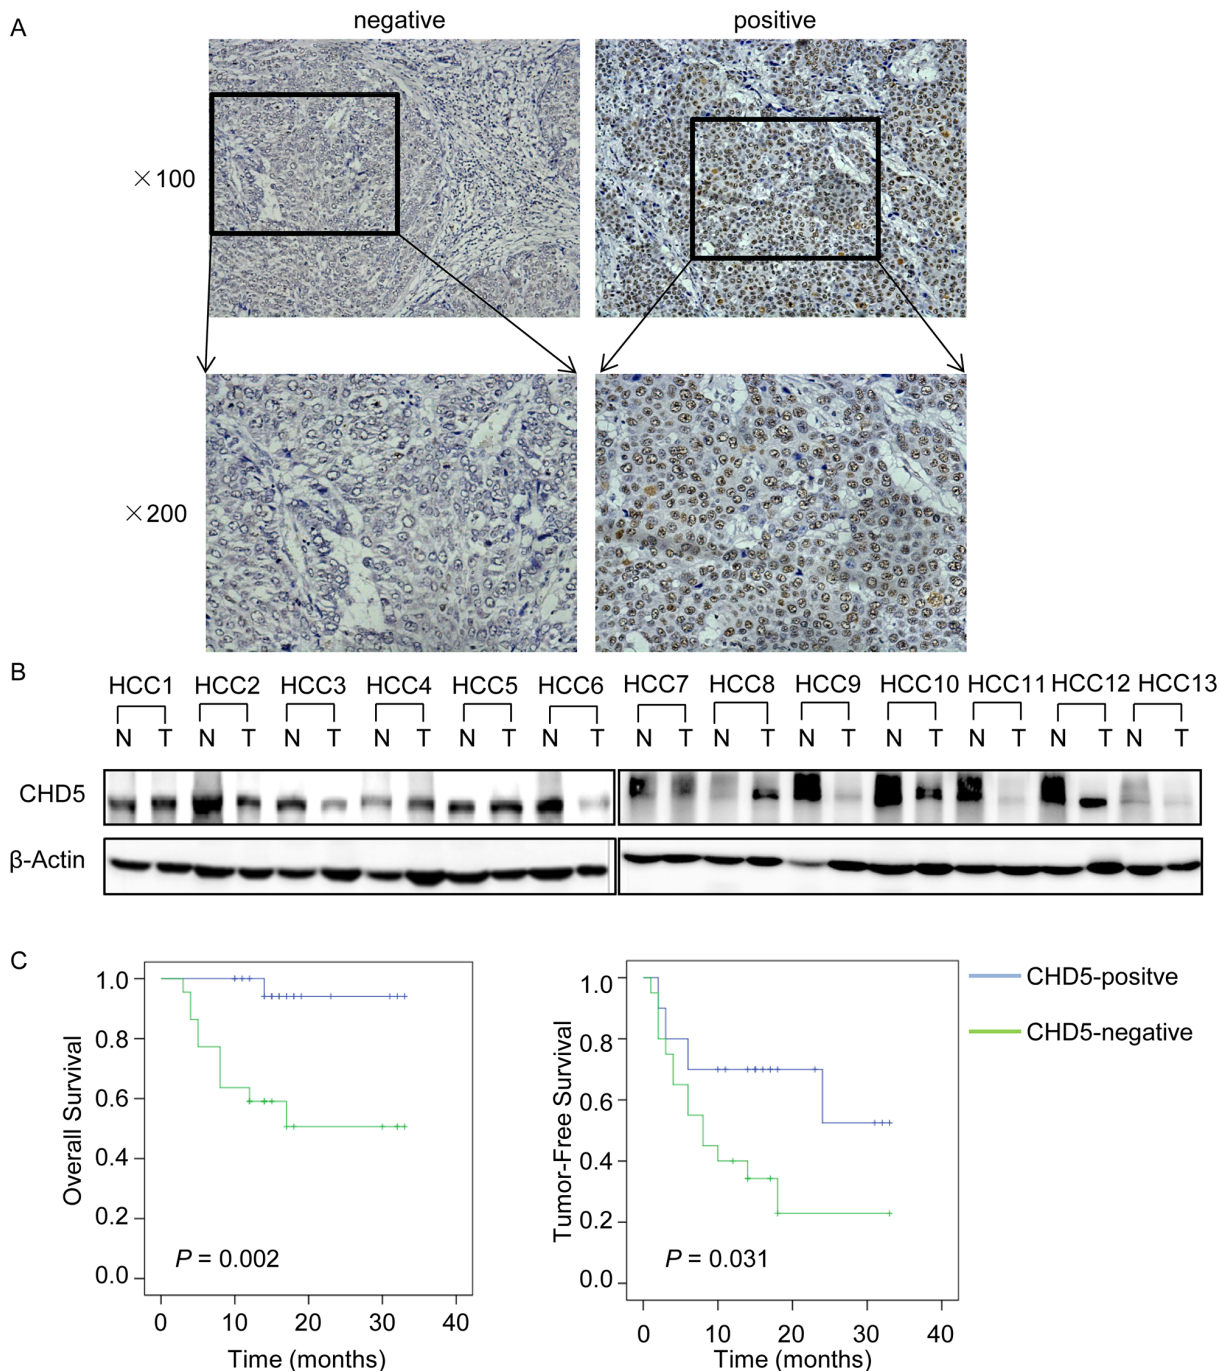 A
negative positive
×100
×200
B
HCC1 HCC2 HCC3 HCC4 HCC5 HCC6 HCC7 HCC8 HCC9 HCC10 HCC11 HCC12 HCC13
N T N T N T N T N T N T N T N T N T N T N T N T N T
CHD5
β-Actin
C
Overall Survival
1.0
0.8
0.6
0.4
0.2
0.0
P = 0.002
0 10 20 30 40
Time (months)
Tumor-Free Survival
1.0
0.8
0.6
0.4
0.2
0.0
P = 0.031
0 10 20 30 40
Time (months)
CHD5-positve
CHD5-negative